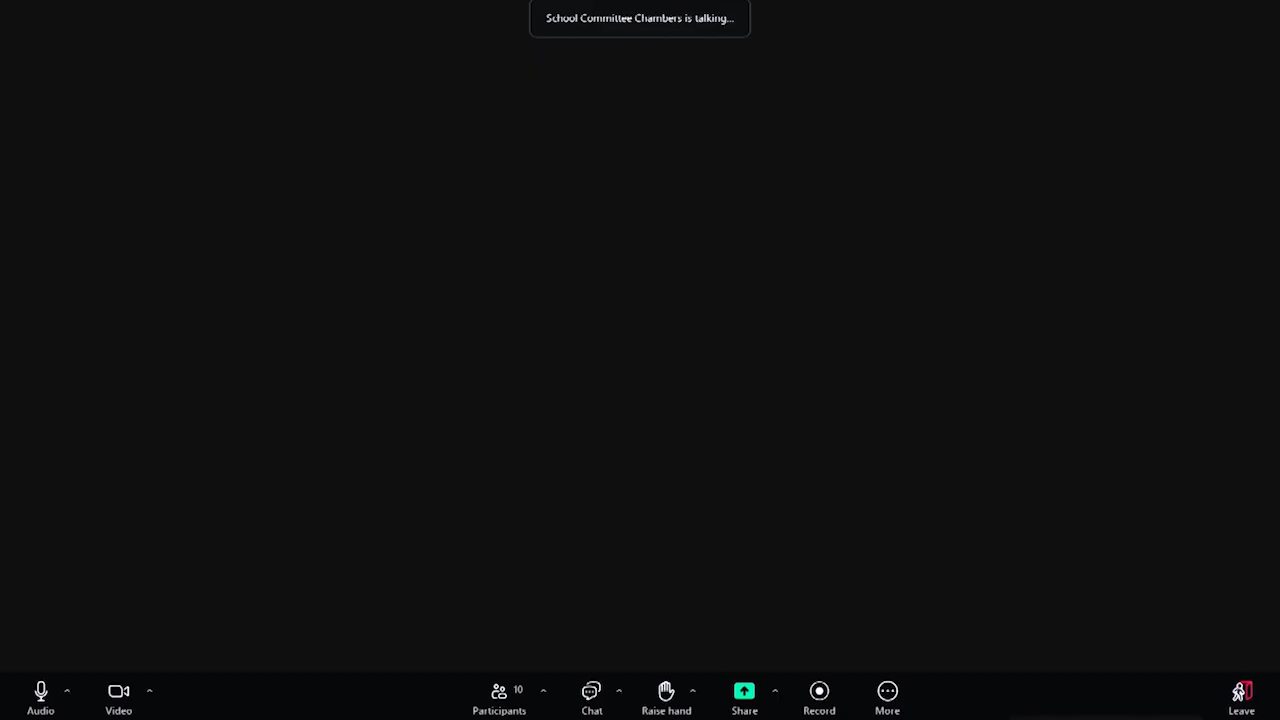 School Committee Chambers is talking...
10
Audio
Video
Participants
Chat
Raise hand
Share
Record
More
Leave